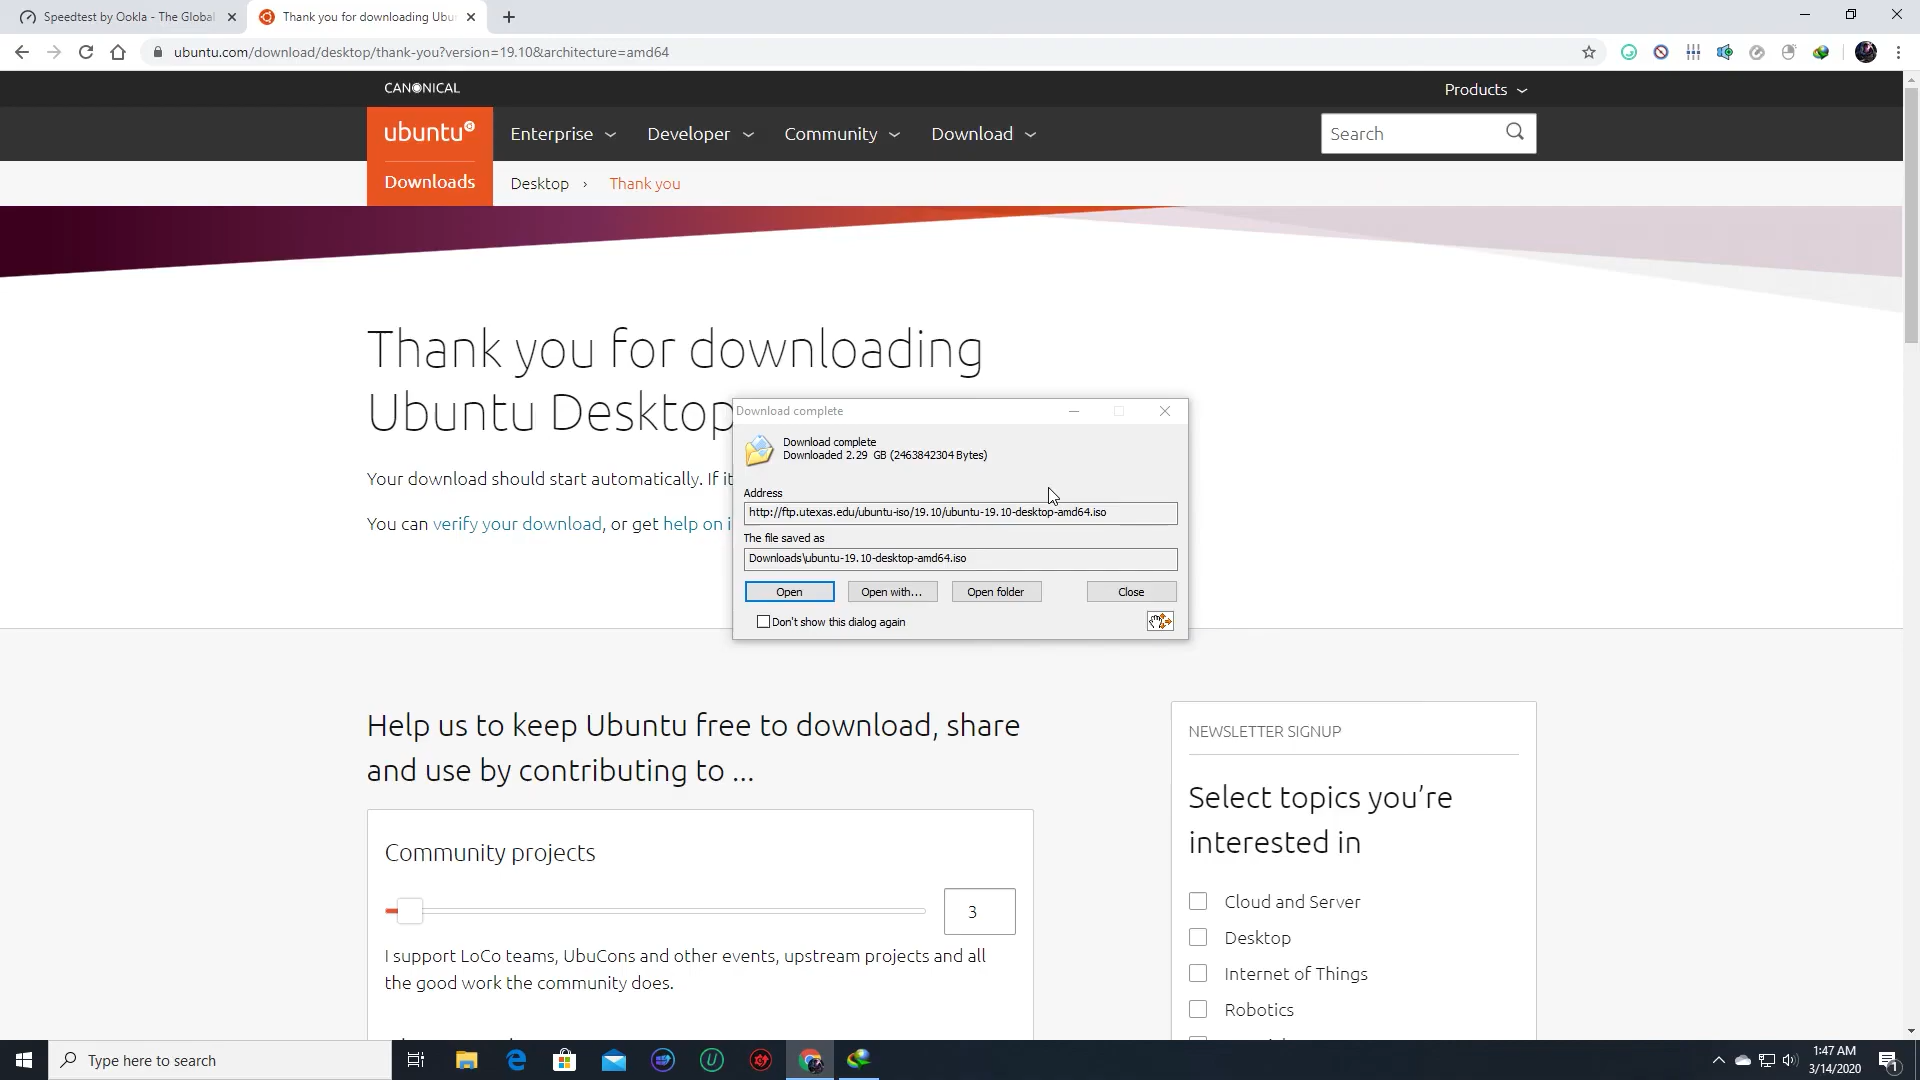 Speedtest by Ookla - The Global
Thank you for downloading Ubu
ubuntu.com/download/desktop/thank-you?version=19.10&architecture=amd64
CANONICAL
Products
ubuntu
Enterprise
Developer
Community
Download
Search
Downloads
Desktop
Thank you
Thank you for downloading
Ubuntu Desktop
Your download should start automatically. If it
You can verify your download, or get help on i
Download complete
Download complete
Downloaded 2.29 GB (2463842304 Bytes)
Address
http://ftp.utexas.edu/ubuntu-iso/19.10/ubuntu-19.10-desktop-amd64.iso
The file saved as
Downloads\ubuntu-19.10-desktop-amd64.iso
Open
Open with...
Open folder
Close
Don't show this dialog again
Help us to keep Ubuntu free to download, share
and use by contributing to ...
Community projects
3
I support LoCo teams, UbuCons and other events, upstream projects and all
the good work the community does.
NEWSLETTER SIGNUP
Select topics you're
interested in
Cloud and Server
Desktop
Internet of Things
Robotics
Type here to search
1:47 AM
3/14/2020
1